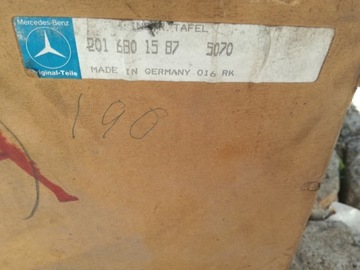 Mercedes-Benz
Original-Teile
TAFEL
201 680 15 87 5070
MADE IN GERMANY 016 RK
190